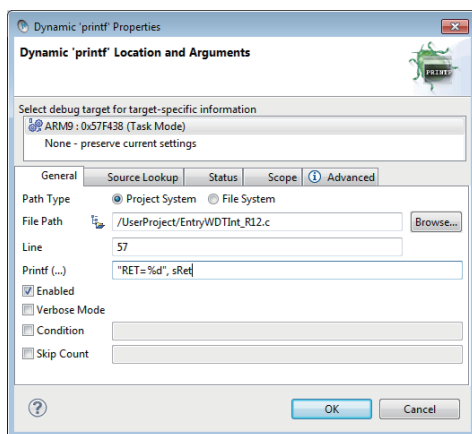 Dynamic 'printf' Properties
Dynamic 'printf' Location and Arguments
PRINTF
Select debug target for target-specific information
ARM9 : 0x57F438 (Task Mode)
None - preserve current settings
General Source Lookup Status Scope Advanced
Path Type Project System File System
File Path /UserProject/EntryWDTInt_R12.c Browse...
Line 57
Printf (...) "RET=%d", sRet
Enabled
Verbose Mode
Condition
Skip Count
? OK Cancel